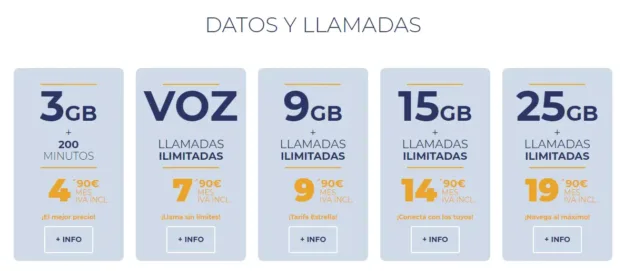 DATOS Y LLAMADAS
3GB
+
200
MINUTOS
4'90€
MES
IVA INCL.
¡El mejor precio!
+ INFO
VOZ
+
LLAMADAS
ILIMITADAS
7'90€
MES
IVA INCL.
¡Llama sin límites!
+ INFO
9GB
+
LLAMADAS
ILIMITADAS
9'90€
MES
IVA INCL.
¡Tarifa Estrella!
+ INFO
15GB
+
LLAMADAS
ILIMITADAS
14'90€
MES
IVA INCL.
¡Conecta con los tuyos!
+ INFO
25GB
+
LLAMADAS
ILIMITADAS
19'90€
MES
IVA INCL.
¡Navega al máximo!
+ INFO